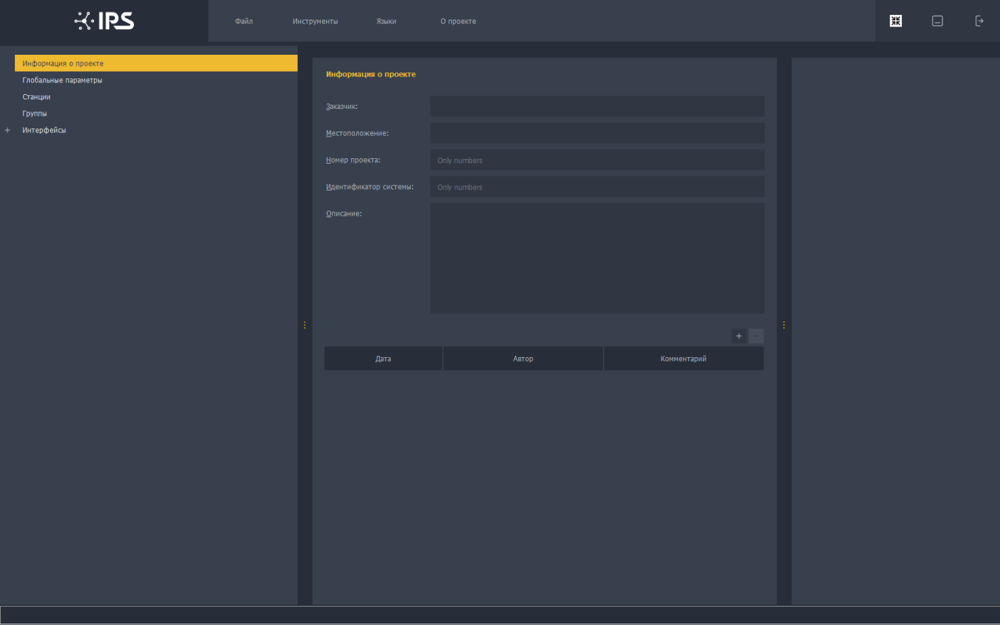 IPS
Файл
Инструменты
Языки
О проекте
Информация о проекте
Глобальные параметры
Станции
Группы
Интерфейсы
Информация о проекте
Заказчик:
Местоположение:
Номер проекта: Only numbers
Идентификатор системы: Only numbers
Описание:
Дата Автор Комментарий